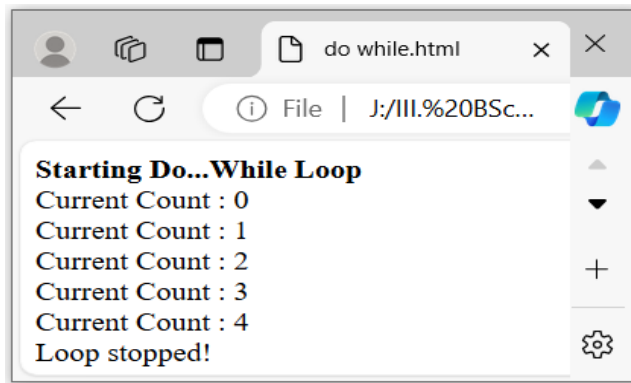 do while.html
File | J:/III.%20BSc...
Starting Do...While Loop
Current Count : 0
Current Count : 1
Current Count : 2
Current Count : 3
Current Count : 4
Loop stopped!